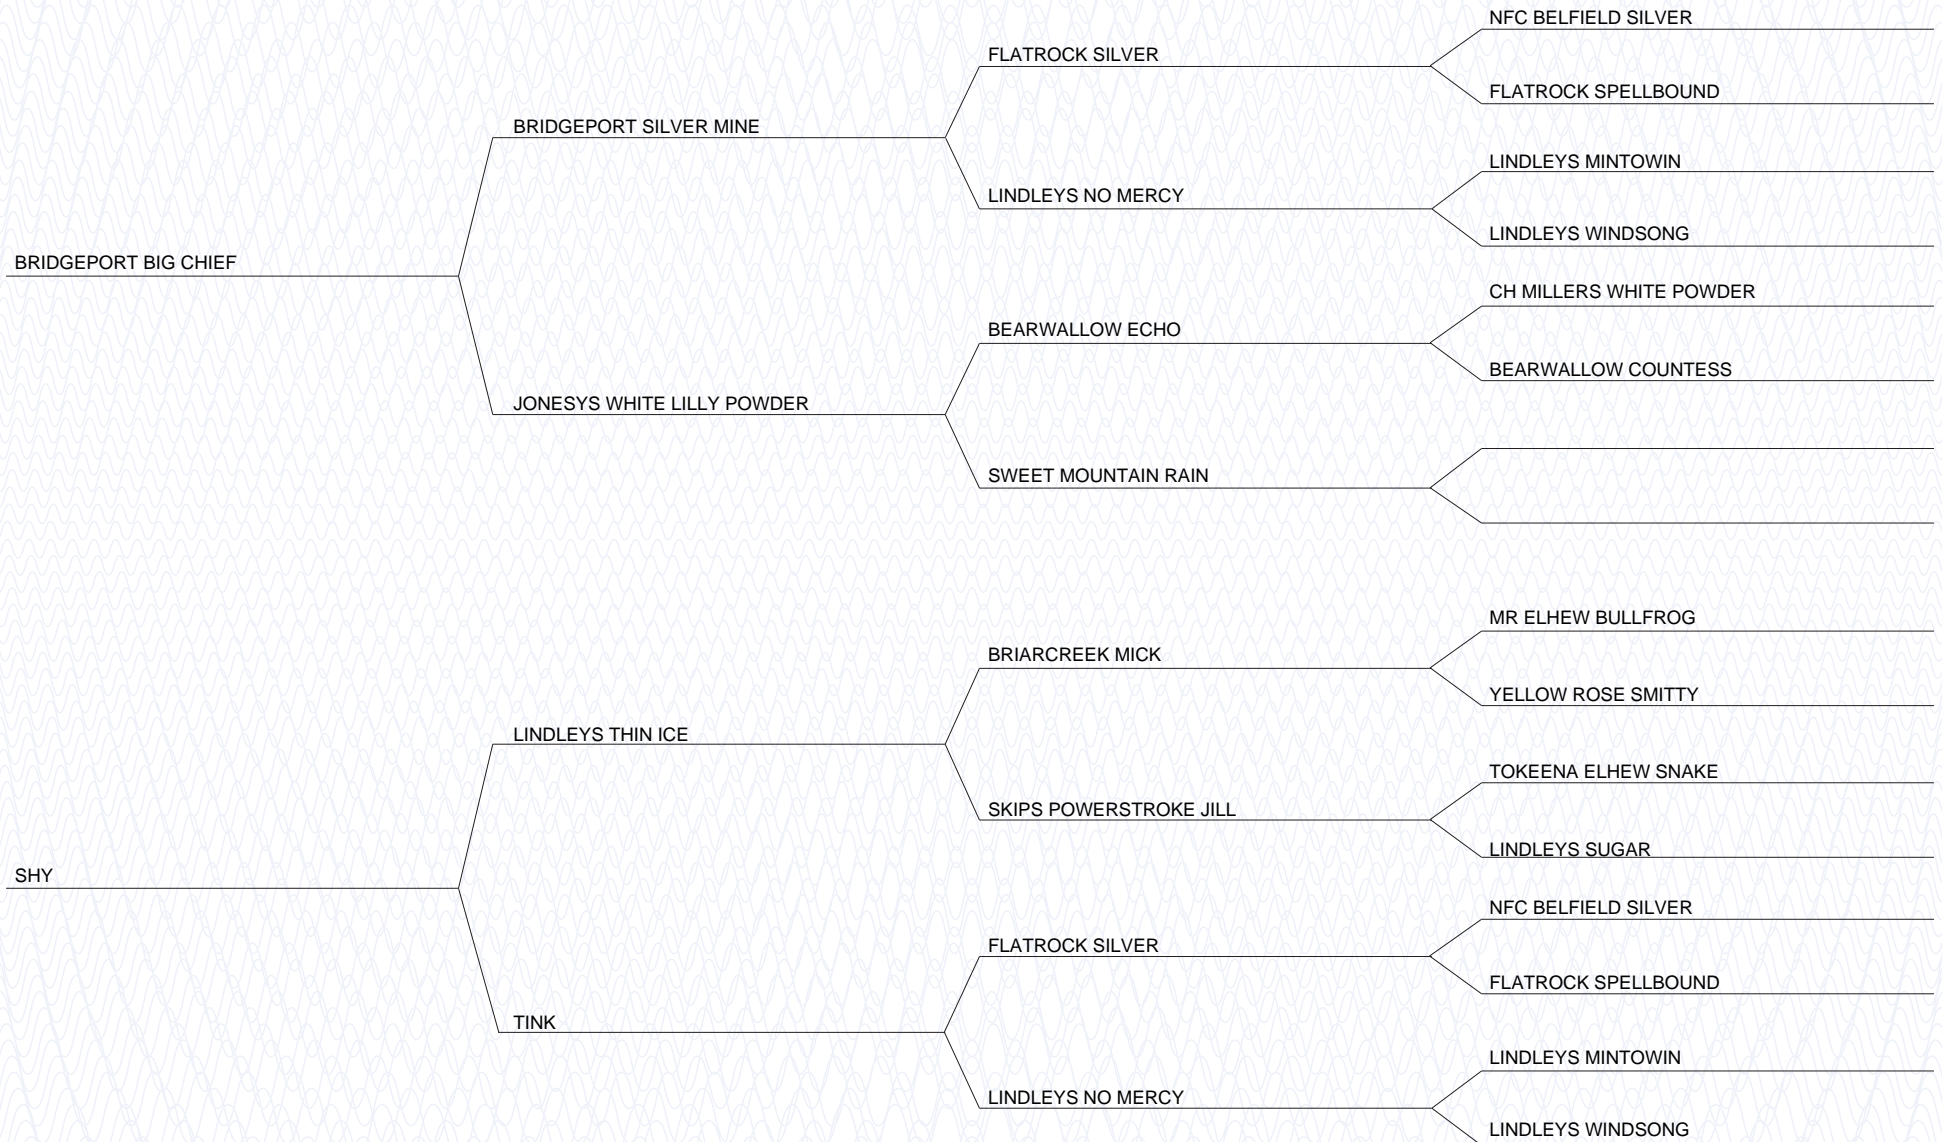 NFC BELFIELD SILVER
FLATROCK SILVER
FLATROCK SPELLBOUND
BRIDGEPORT SILVER MINE
LINDLEYS MINTOWIN
LINDLEYS NO MERCY
LINDLEYS WINDSONG
BRIDGEPORT BIG CHIEF
CH MILLERS WHITE POWDER
BEARWALLOW ECHO
BEARWALLOW COUNTESS
JONESYS WHITE LILLY POWDER
SWEET MOUNTAIN RAIN
MR ELHEW BULLFROG
BRIARCREEK MICK
YELLOW ROSE SMITTY
LINDLEYS THIN ICE
TOKEENA ELHEW SNAKE
SKIPS POWERSTROKE JILL
LINDLEYS SUGAR
SHY
NFC BELFIELD SILVER
FLATROCK SILVER
FLATROCK SPELLBOUND
TINK
LINDLEYS MINTOWIN
LINDLEYS NO MERCY
LINDLEYS WINDSONG